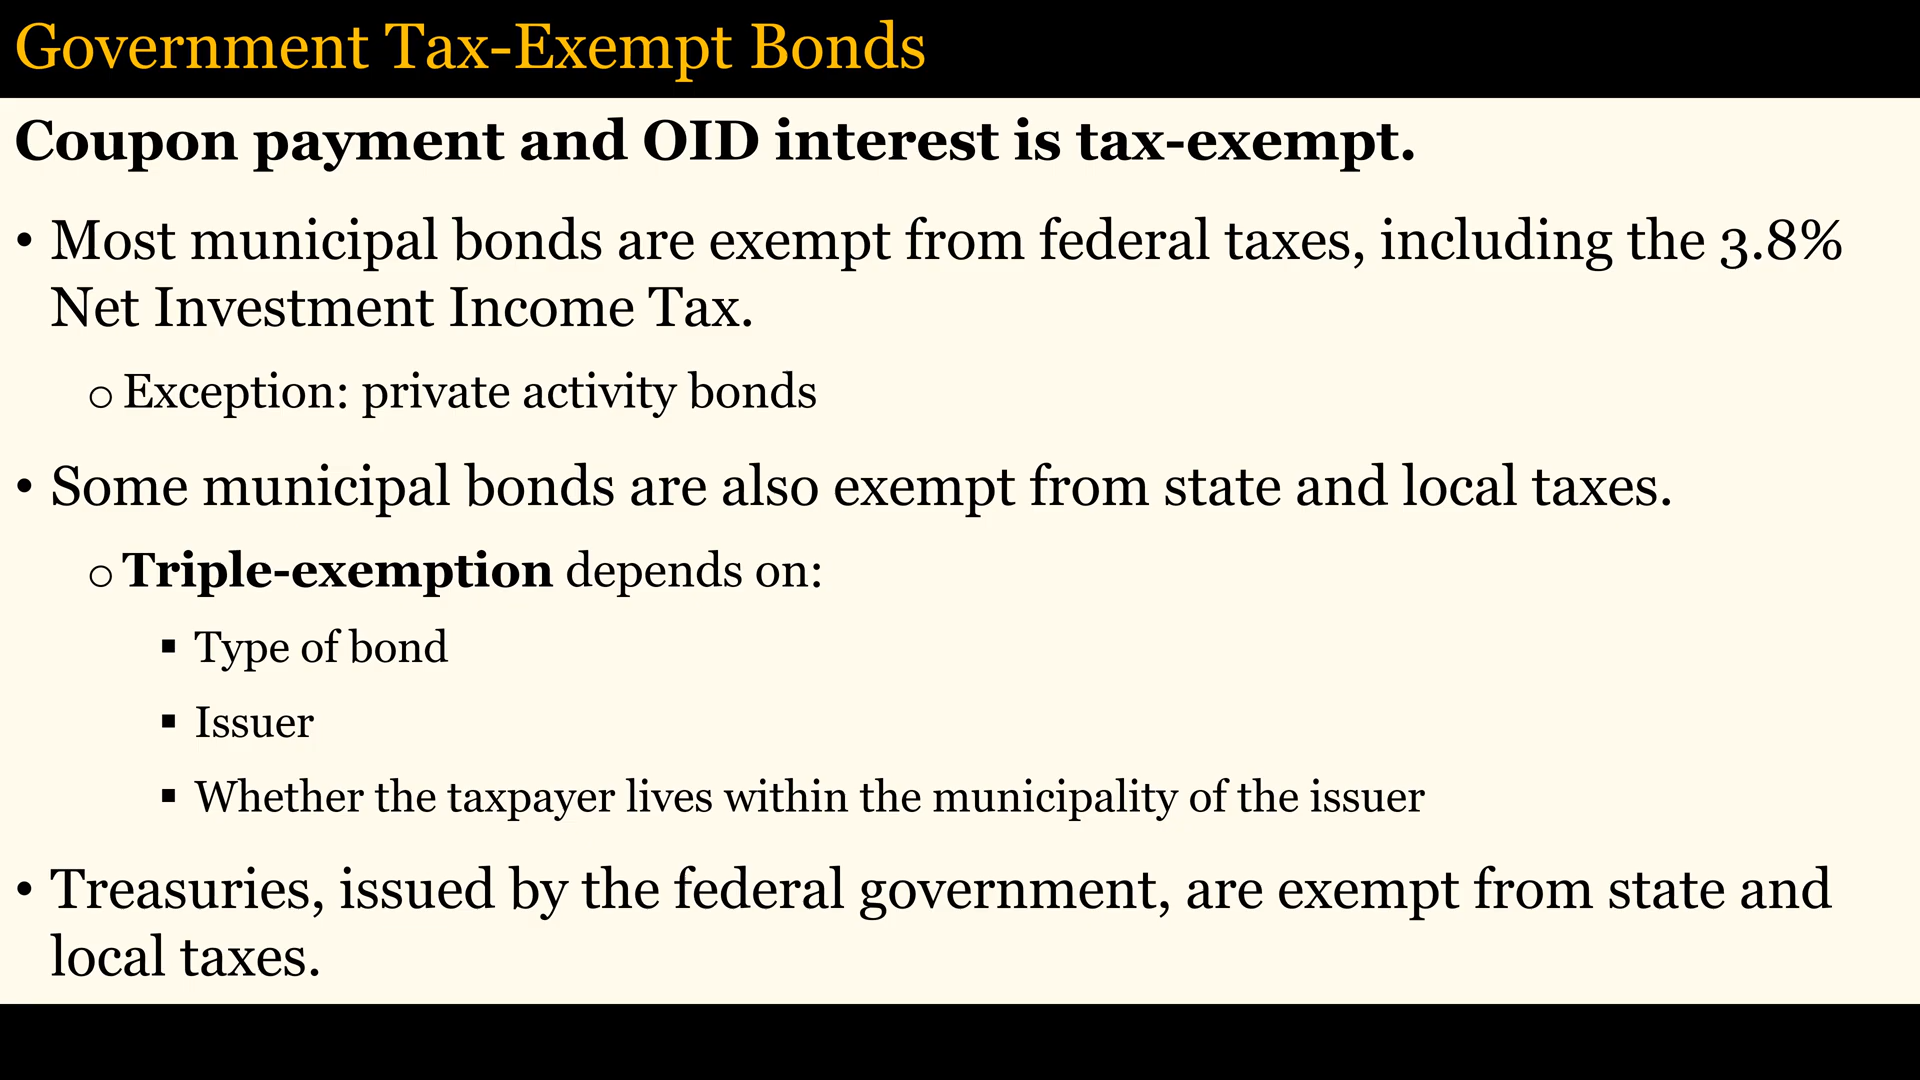 Government Tax-Exempt Bonds
Coupon payment and OID interest is tax-exempt.
• Most municipal bonds are exempt from federal taxes, including the 3.8%
Net Investment Income Tax.
o Exception: private activity bonds
• Some municipal bonds are also exempt from state and local taxes.
o Triple-exemption depends on:
▪ Type of bond
▪ Issuer
▪ Whether the taxpayer lives within the municipality of the issuer
• Treasuries, issued by the federal government, are exempt from state and
local taxes.